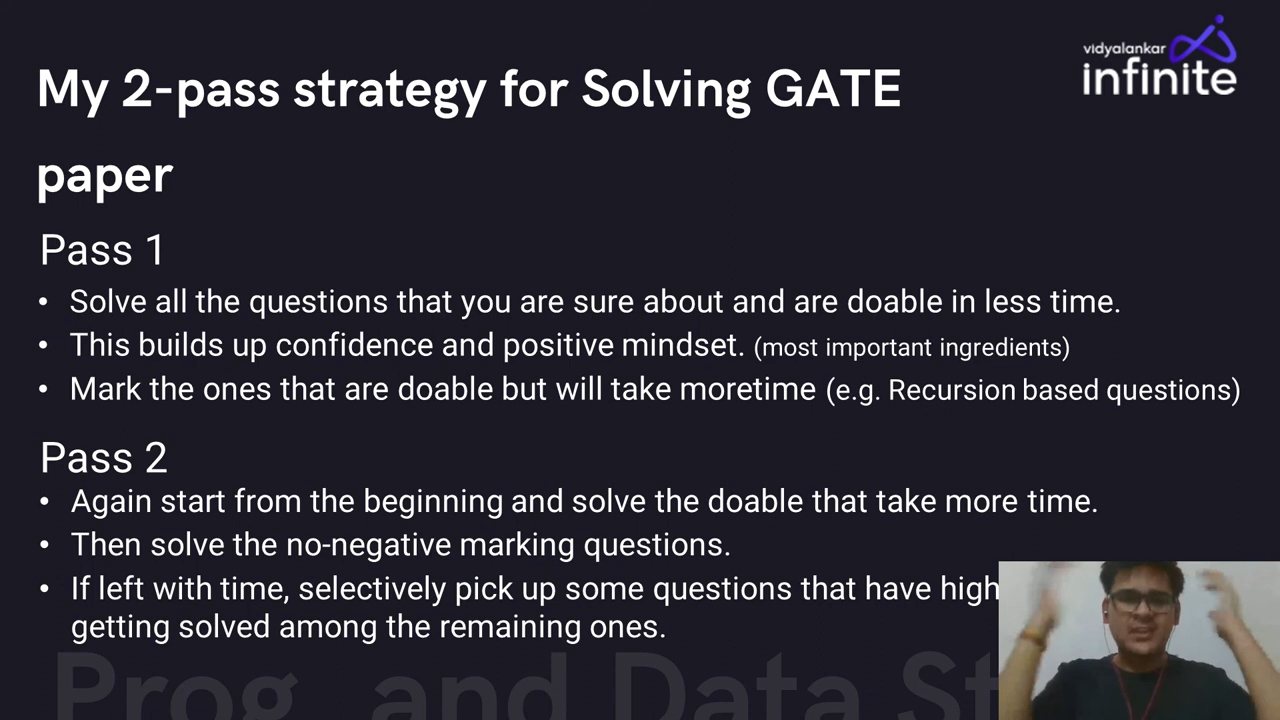 vidyalankar
infinite
My 2-pass strategy for Solving GATE
paper
Pass 1
• Solve all the questions that you are sure about and are doable in less time.
• This builds up confidence and positive mindset. (most important ingredients)
• Mark the ones that are doable but will take moretime (e.g. Recursion based questions)
Pass 2
• Again start from the beginning and solve the doable that take more time.
• Then solve the no-negative marking questions.
• If left with time, selectively pick up some questions that have high
getting solved among the remaining ones.
Prog. and Data St